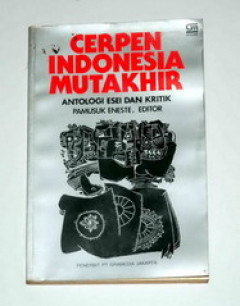 CERPEN
INDONESIA
MUTAKHIR
ANTOLOGI ESEI DAN KRITIK
PAMUSUK ENESTE, EDITOR
PENERBIT PT GRAMEDIA JAKARTA